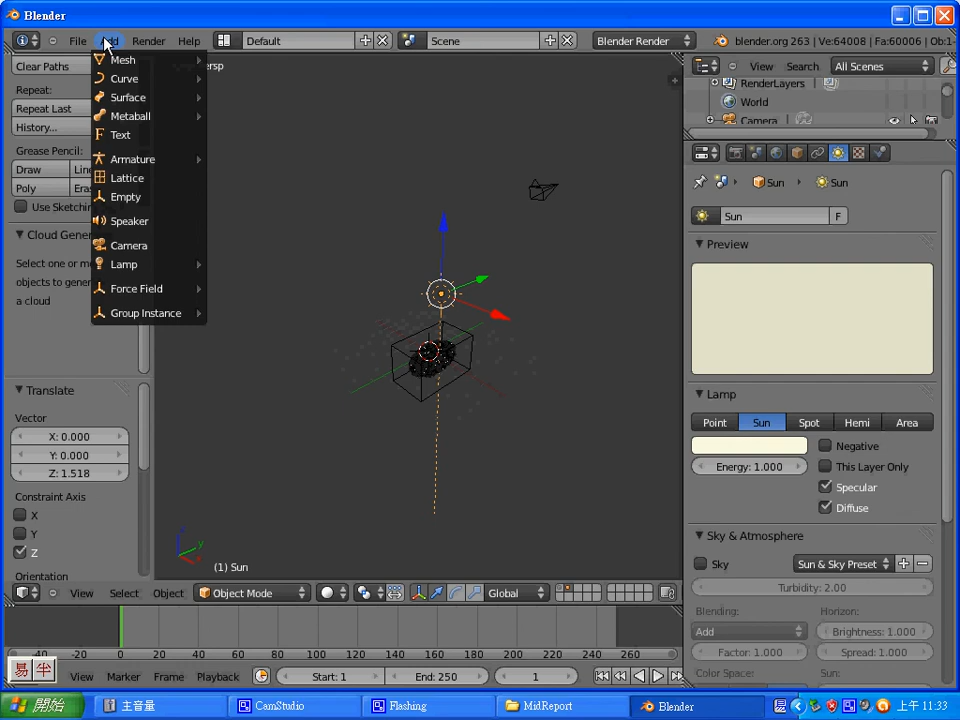 Blender
File Add Render Help Default Scene Blender Render blender.org 263 | Ve:64008 | Fa:60006 | Ob:1-
Clear Paths
Repeat:
Repeat Last
History...
Grease Pencil:
Draw
Poly
Use Sketchin
Cloud Gene
Select one or m
objects to gene
a cloud
Mesh
Curve
Surface
Metaball
Text
Armature
Lattice
Empty
Speaker
Camera
Lamp
Force Field
Group Instance
persp
(1) Sun
Translate
Vector
X: 0.000
Y: 0.000
Z: 1.518
Constraint Axis
X
Y
Z
Orientation
View Select Object Object Mode Global
View Search All Scenes
RenderLayers
World
Camera
Sun Sun
Sun F
Preview
Lamp
Point Sun Spot Hemi Area
Negative
Energy: 1.000 This Layer Only
Specular
Diffuse
Sky & Atmosphere
Sky Sun & Sky Preset
Turbidity: 2.00
Blending: Horizon:
Add Brightness: 1.000
Factor: 1.000 Spread: 1.000
Color Space: Sun:
-40 -20 0 20 40 60 80 100 120 140 160 180 200 220 240 260
易 半 View Marker Frame Playback Start: 1 End: 250 1
開始 主音量 CamStudio Flashing MidReport Blender 上午 11:33